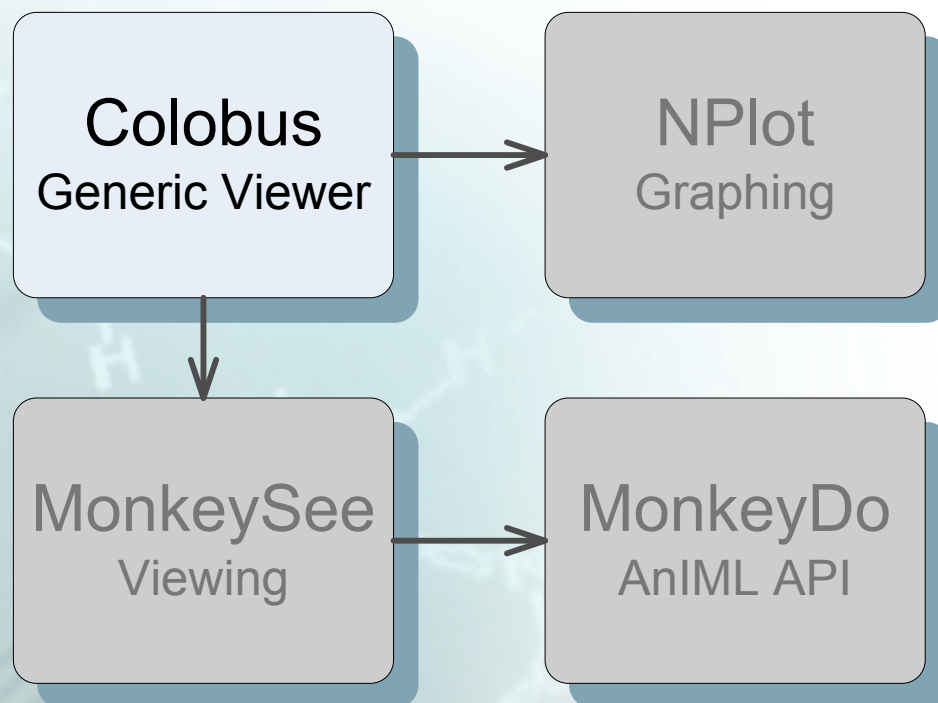 Colobus
Generic Viewer
NPlot
Graphing
MonkeySee
Viewing
MonkeyDo
AnIML API
H
H